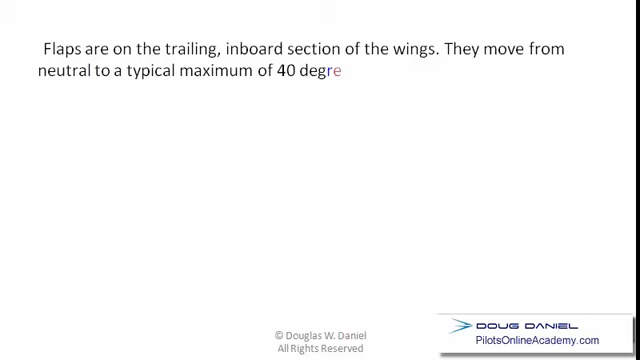 Flaps are on the trailing, inboard section of the wings. They move from
neutral to a typical maximum of 40 degre
© Douglas W. Daniel
All Rights Reserved
DOUG DANIEL
PilotsOnlineAcademy.com